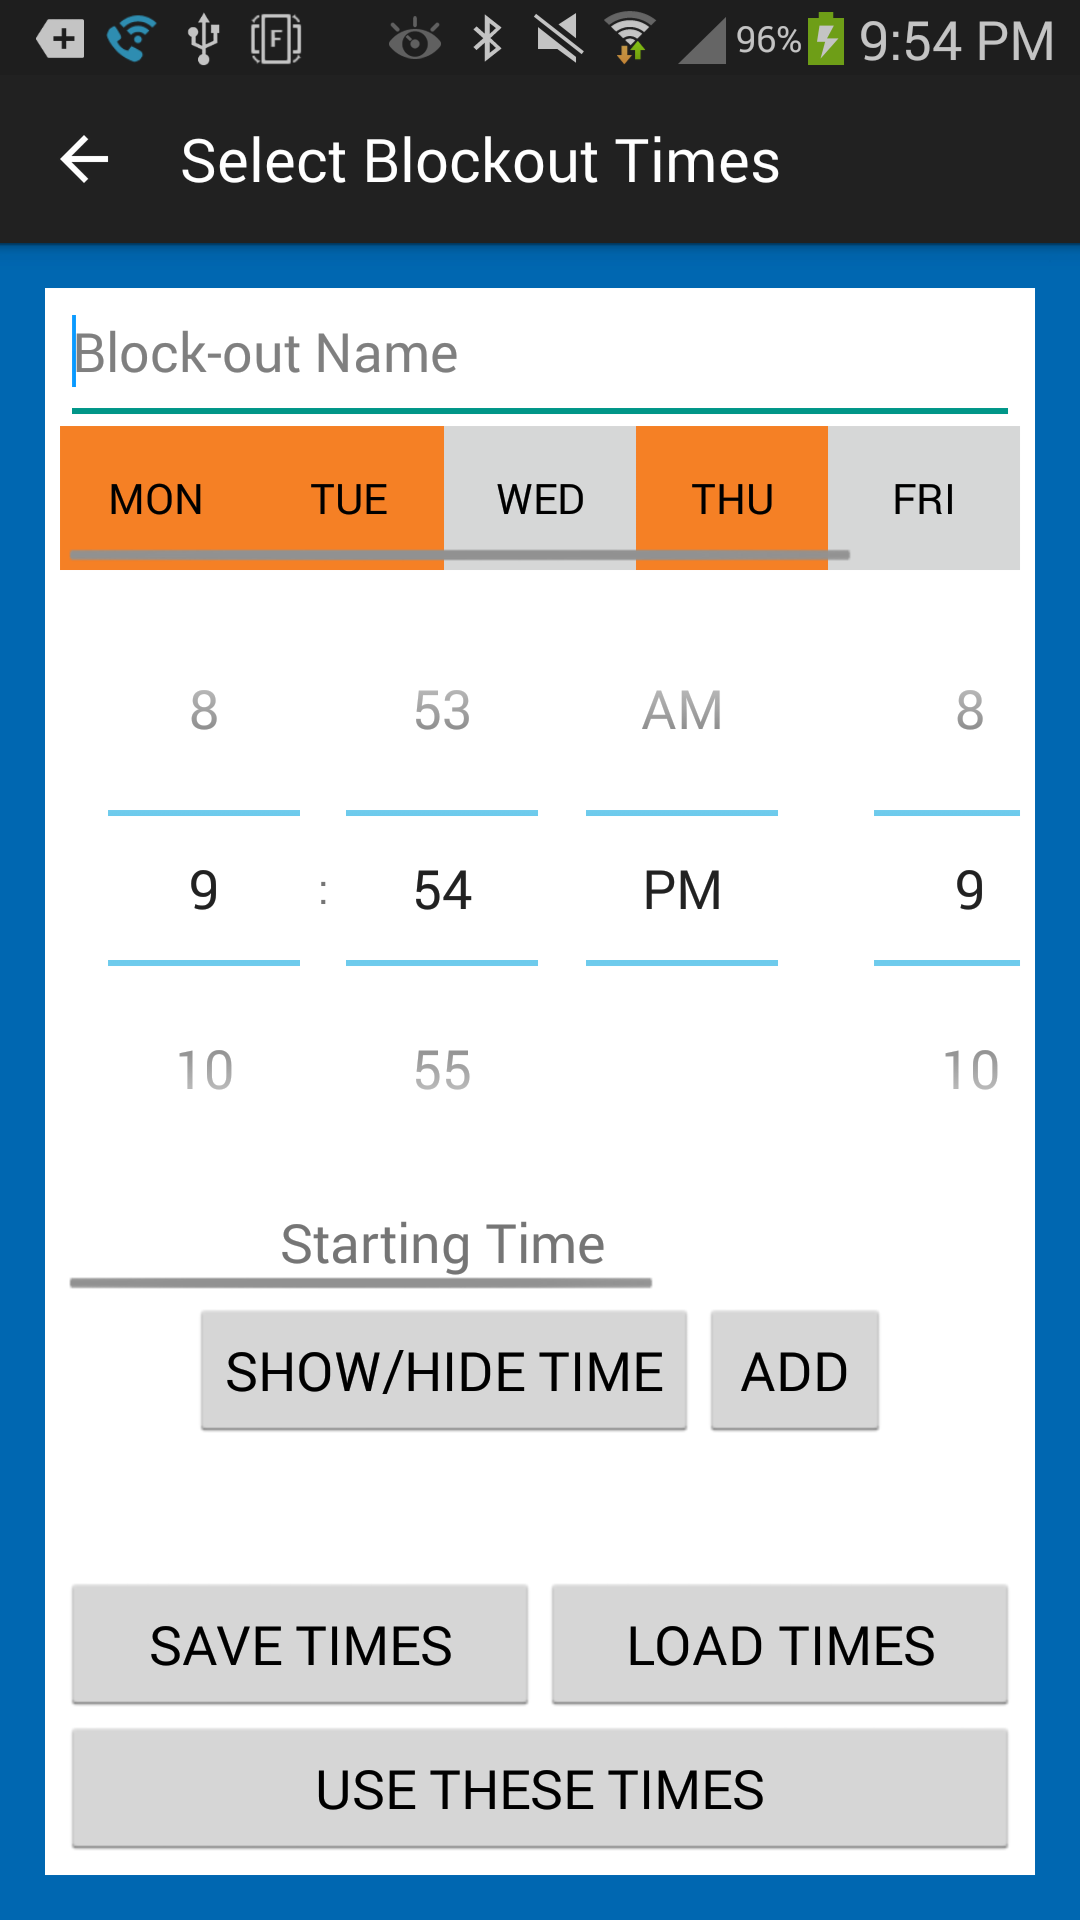 96% 9:54 PM
Select Blockout Times
Block-out Name
MON TUE WED THU FRI
8 53 AM 8
9 : 54 PM 9
10 55 10
Starting Time
SHOW/HIDE TIME ADD
SAVE TIMES LOAD TIMES
USE THESE TIMES